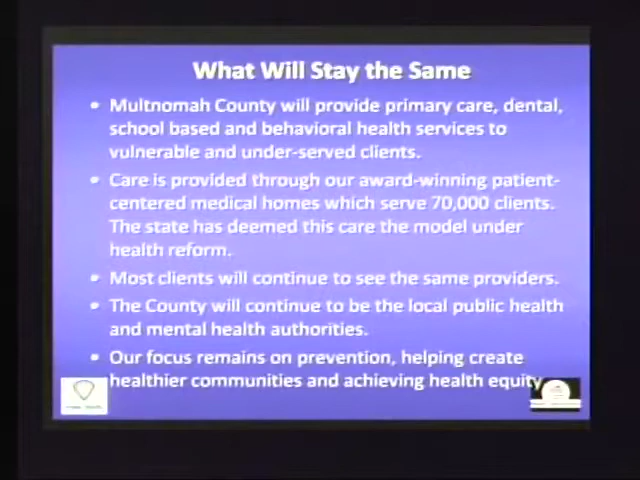 What Will Stay the Same
• Multnomah County will provide primary care, dental,
school based and behavioral health services to
vulnerable and under-served clients.
• Care is provided through our award-winning patient-
centered medical homes which serve 70,000 clients.
The state has deemed this care the model under
health reform.
• Most clients will continue to see the same providers.
• The County will continue to be the local public health
and mental health authorities.
• Our focus remains on prevention, helping create
healthier communities and achieving health equity